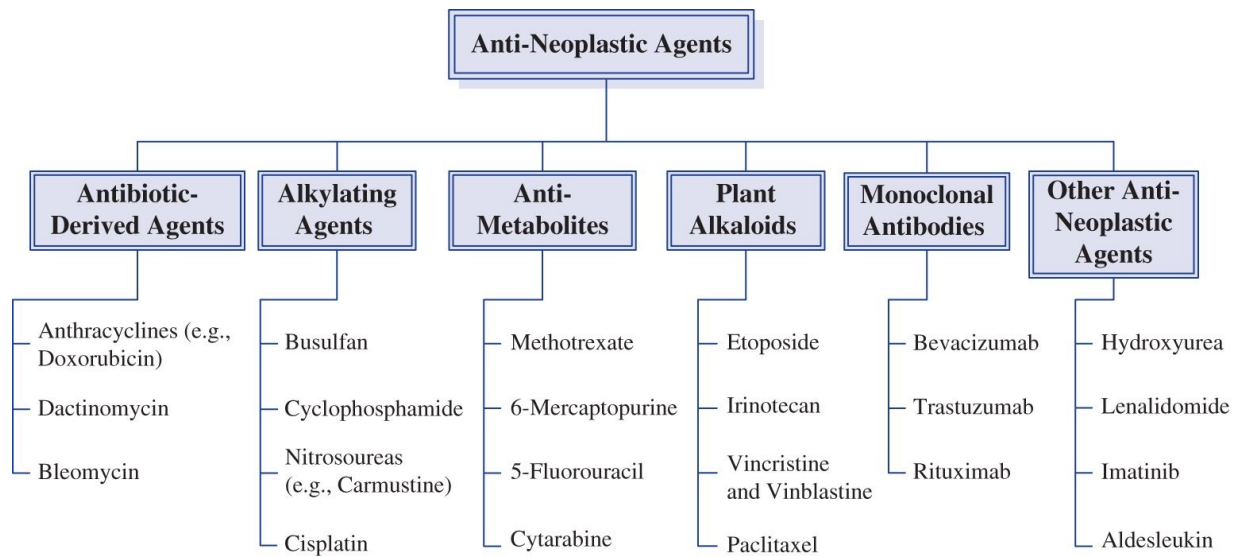 Anti-Neoplastic Agents
Antibiotic-
Derived Agents
Anthracyclines (e.g.,
Doxorubicin)
Dactinomycin
Bleomycin
Alkylating
Agents
Busulfan
Cyclophosphamide
Nitrosoureas
(e.g., Carmustine)
Cisplatin
Anti-
Metabolites
Methotrexate
6-Mercaptopurine
5-Fluorouracil
Cytarabine
Plant
Alkaloids
Etoposide
Irinotecan
Vincristine
and Vinblastine
Paclitaxel
Monoclonal
Antibodies
Bevacizumab
Trastuzumab
Rituximab
Other Anti-
Neoplastic
Agents
Hydroxyurea
Lenalidomide
Imatinib
Aldesleukin